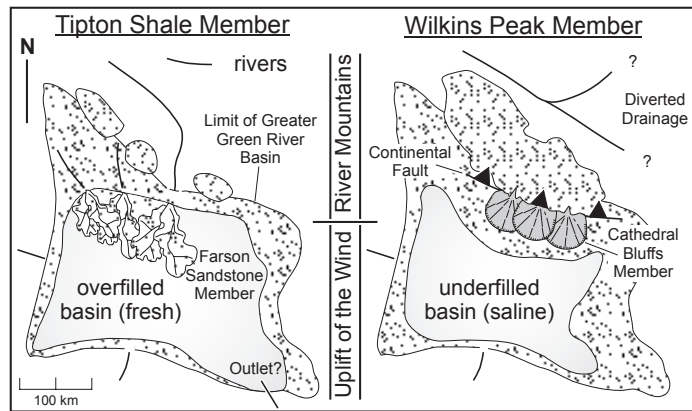 Tipton Shale Member
N
rivers
Limit of Greater
Green River
Basin
Farson
Sandstone
Member
overfilled
basin (fresh)
Outlet?
100 km
Uplift of the Wind River Mountains
Wilkins Peak Member
?
Diverted
Drainage
?
Continental
Fault
Cathedral
Bluffs
Member
underfilled
basin (saline)